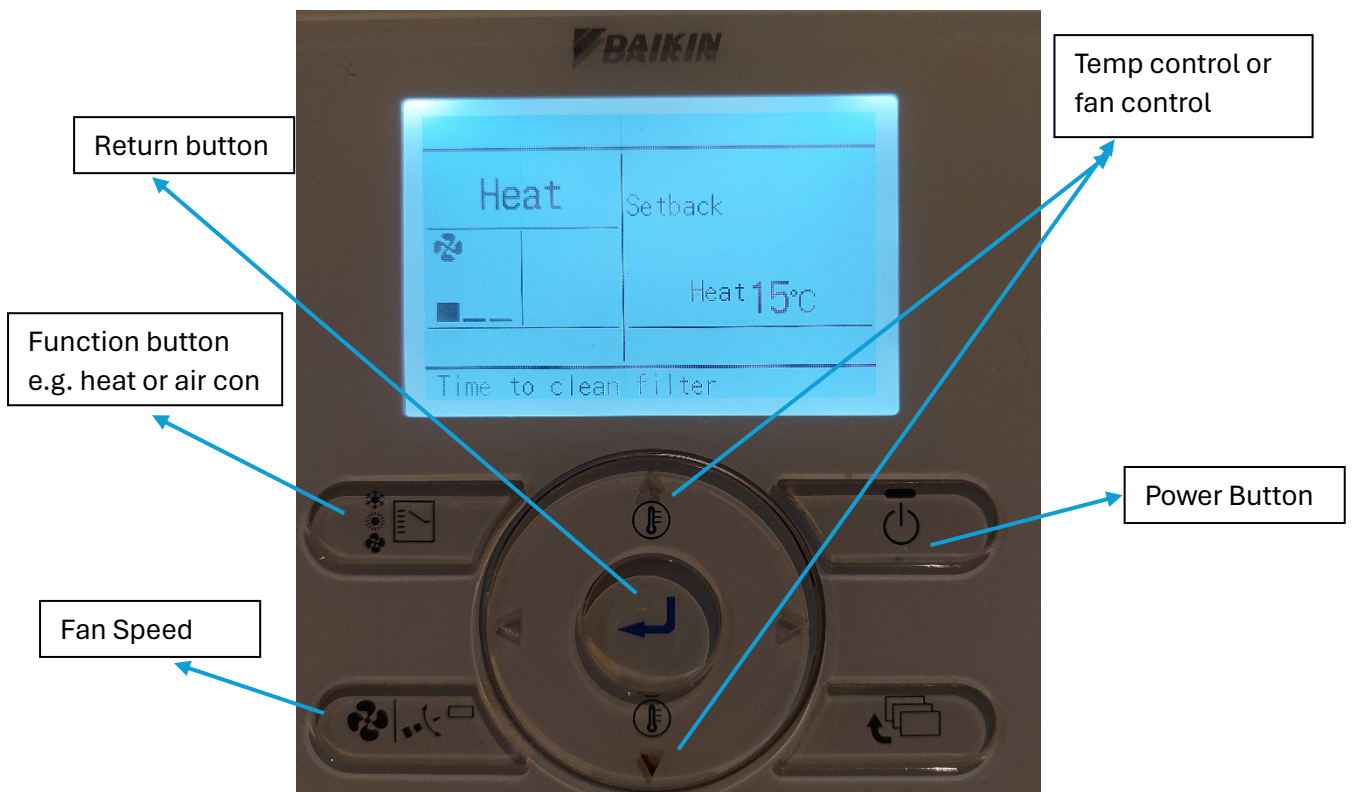 DAIKIN
Temp control or
fan control
Return button
Heat
Setback
Heat 15°C
Function button
e.g. heat or air con
Time to clean filter
Power Button
Fan Speed